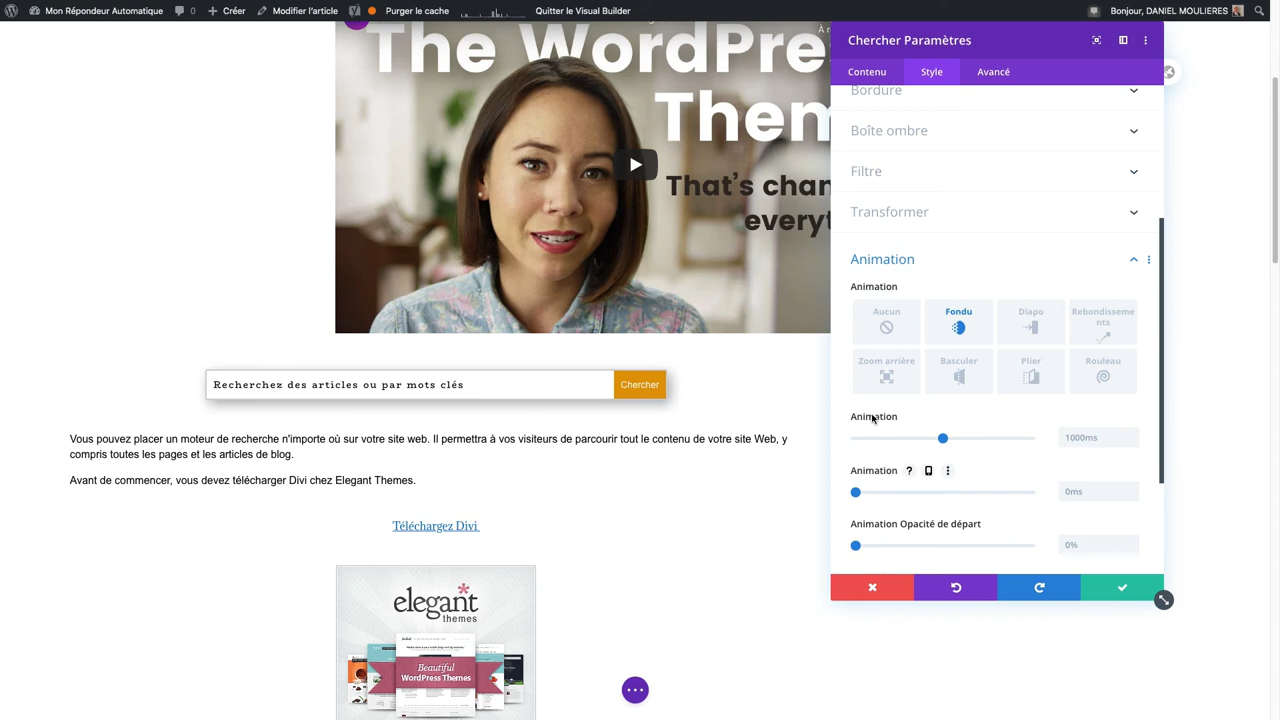 Mon Répondeur Automatique
0
Créer
Modifier l'article
Purge le cache
Quitter le Visual Builder
Bonjour, DANIEL MOULIERES
The WordPre
Them
That's chan
everyt
Chercher Paramètres
Contenu
Style
Avancé
Bordure
Boîte ombre
Filtre
Transformer
Animation
Animation
Aucun
Fondu
Diapo
Rebondisseme
nts
Zoom arrière
Basculer
Plier
Rouleau
Animation
1000ms
Animation ?
0ms
Animation Opacité de départ
0%
Recherchez des articles ou par mots clés
Chercher
Vous pouvez placer un moteur de recherche n'importe où sur votre site web. Il permettra à vos visiteurs de parcourir tout le contenu de votre site Web, y
compris toutes les pages et les articles de blog.
Avant de commencer, vous devez télécharger Divi chez Elegant Themes.
Téléchargez Divi
elegant
themes
Beautiful
WordPress Themes